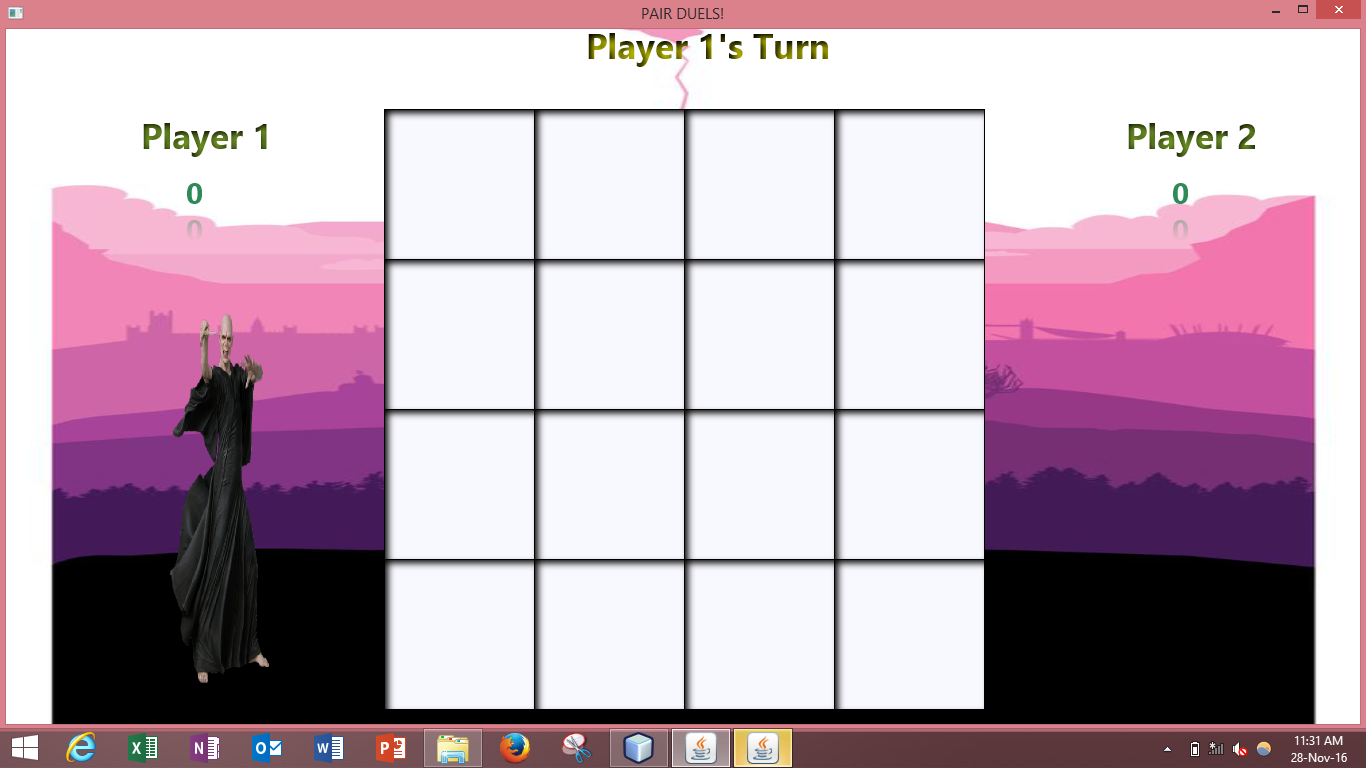 PAIR DUELS!
Player 1's Turn
Player 1
Player 2
0
0
0
0
11:31 AM
28-Nov-16